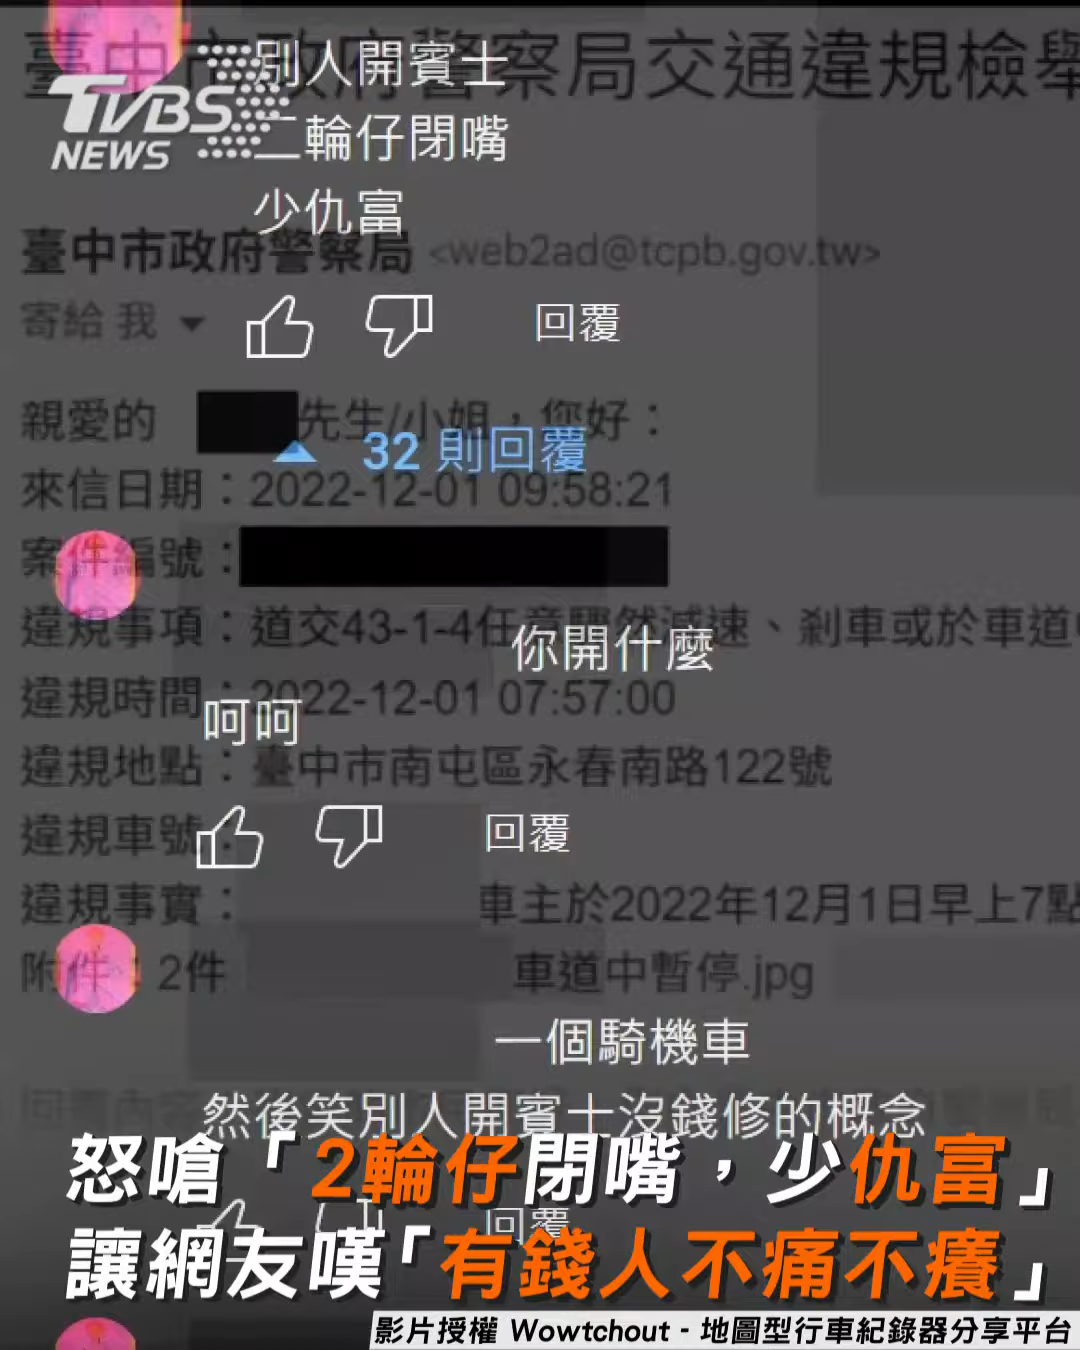 臺中市政府警察局交通違規檢舉
TVBS
NEWS
別人開賓士
二輪仔閉嘴
少仇富
臺中市政府警察局 <web2ad@tcpb.gov.tw>
寄給 我
回覆
親愛的 先生/小姐，您好：
32 則回覆
來信日期：2022-12-01 09:58:21
案件編號：
違規事項：道交43-1-4任意驟然減速、剎車或於車道中
你開什麼
違規時間：2022-12-01 07:57:00
呵呵
違規地點：臺中市南屯區永春南路122號
違規車號：
回覆
違規事實： 車主於2022年12月1日早上7點
附件：2件 車道中暫停.jpg
一個騎機車
然後笑別人開賓士沒錢修的概念
怒嗆「2輪仔閉嘴，少仇富」
回覆
讓網友嘆「有錢人不痛不癢」
影片授權 Wowtchout - 地圖型行車紀錄器分享平台